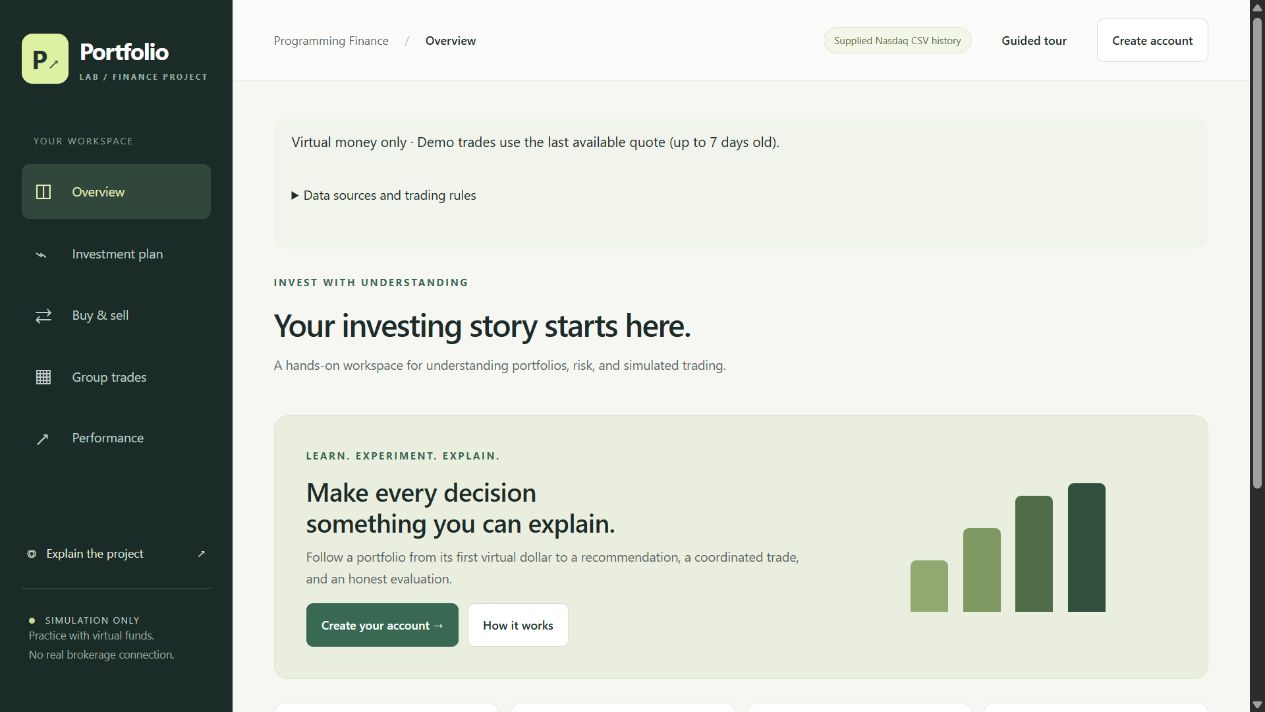 Portfolio
LAB / FINANCE PROJECT
YOUR WORKSPACE
Overview
Investment plan
Buy & sell
Group trades
Performance
Explain the project
SIMULATION ONLY
Practice with virtual funds.
No real brokerage connection.
Programming Finance / Overview
Supplied Nasdaq CSV history
Guided tour
Create account
Virtual money only · Demo trades use the last available quote (up to 7 days old).
Data sources and trading rules
INVEST WITH UNDERSTANDING
Your investing story starts here.
A hands-on workspace for understanding portfolios, risk, and simulated trading.
LEARN. EXPERIMENT. EXPLAIN.
Make every decision
something you can explain.
Follow a portfolio from its first virtual dollar to a recommendation, a coordinated trade,
and an honest evaluation.
Create your account →
How it works
P↗